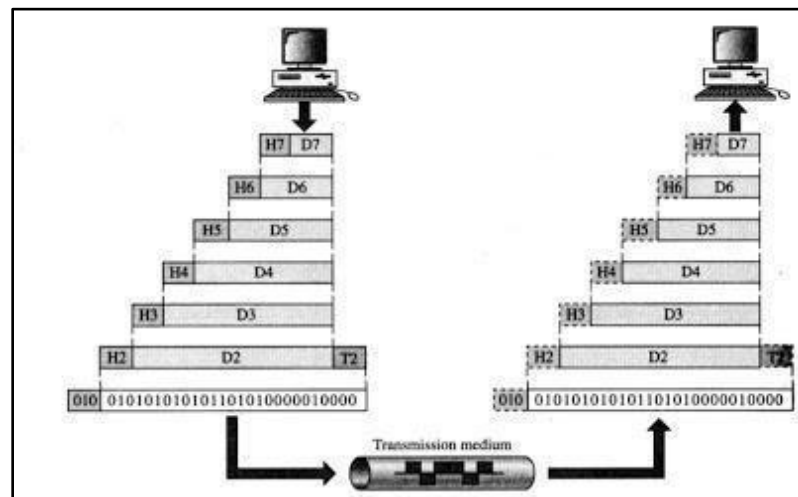 H7 D7 H7 D7
H6 D6 H6 D6
H5 D5 H5 D5
H4 D4 H4 D4
H3 D3 H3 D3
H2 D2 T2 H2 D2 T2
010 010101010101101010000010000 010 010101010101101010000010000
Transmission medium